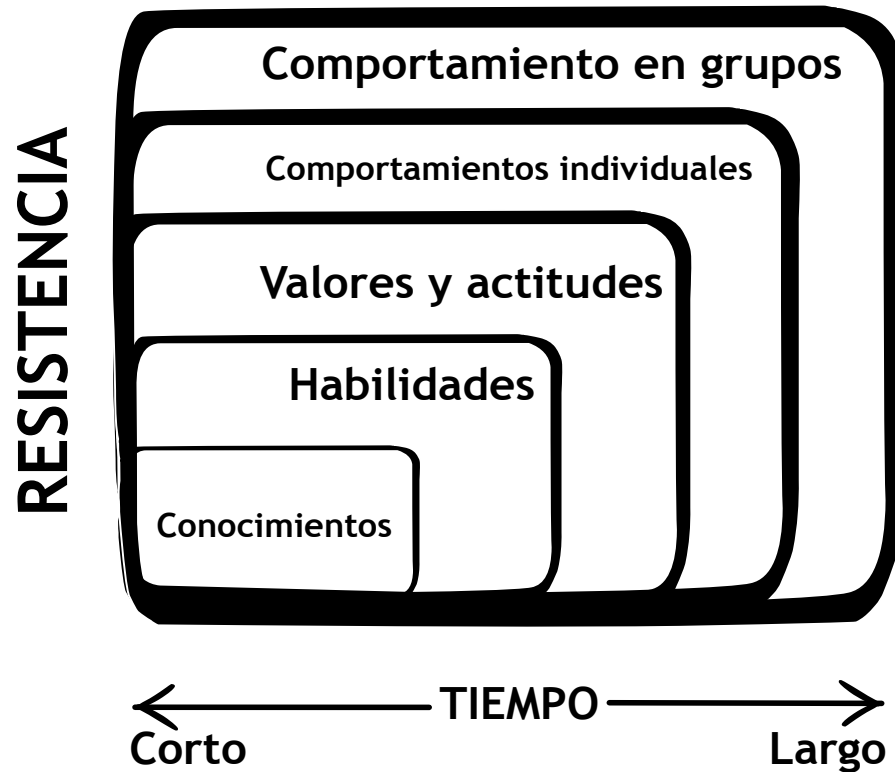 Comportamiento en grupos
Comportamientos individuales
Valores y actitudes
Habilidades
Conocimientos
RESISTENCIA
TIEMPO
Corto
Largo